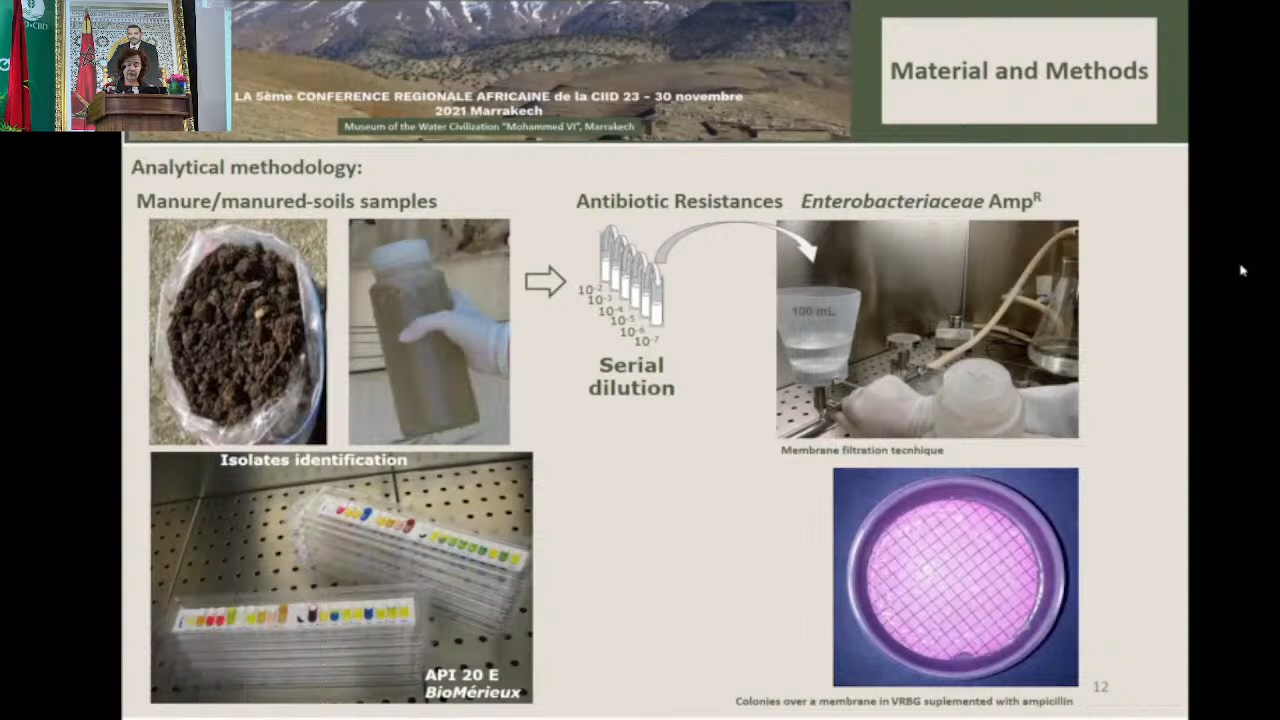 CIID
LA 5ème CONFERENCE REGIONALE AFRICAINE de la CIID 23 - 30 novembre
2021 Marrakech
Museum of the Water Civilization "Mohammed VI", Marrakech
Material and Methods
Analytical methodology:
Manure/manured-soils samples
Antibiotic Resistances
Enterobacteriaceae Amp^R
10^-2
10^-3
10^-4
10^-5
10^-6
10^-7
Serial
dilution
100 mL
Membrane filtration tecnhique
Isolates identification
API 20 E
BioMérieux
Colonies over a membrane in VRBG suplemented with ampicillin
12